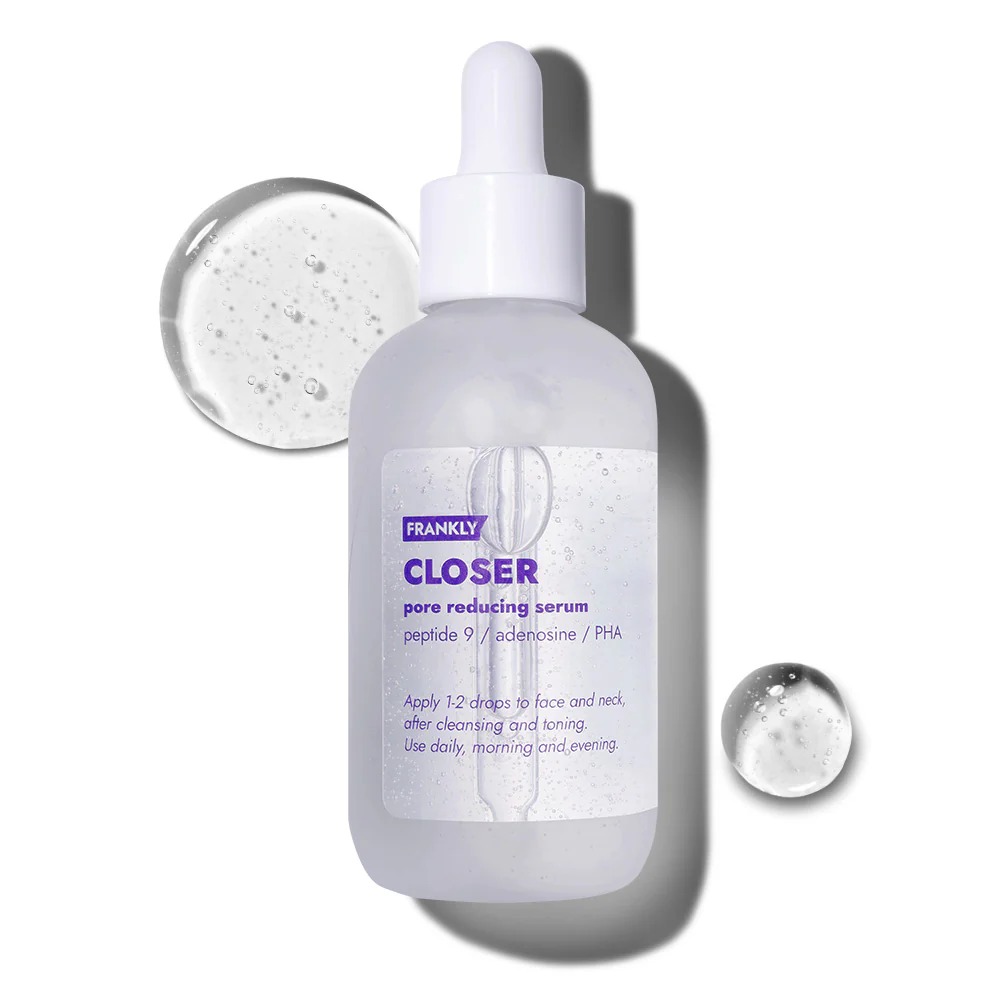 FRANKLY
CLOSER
pore reducing serum
peptide 9 / adenosine / PHA
Apply 1-2 drops to face and neck,
after cleansing and toning.
Use daily, morning and evening.